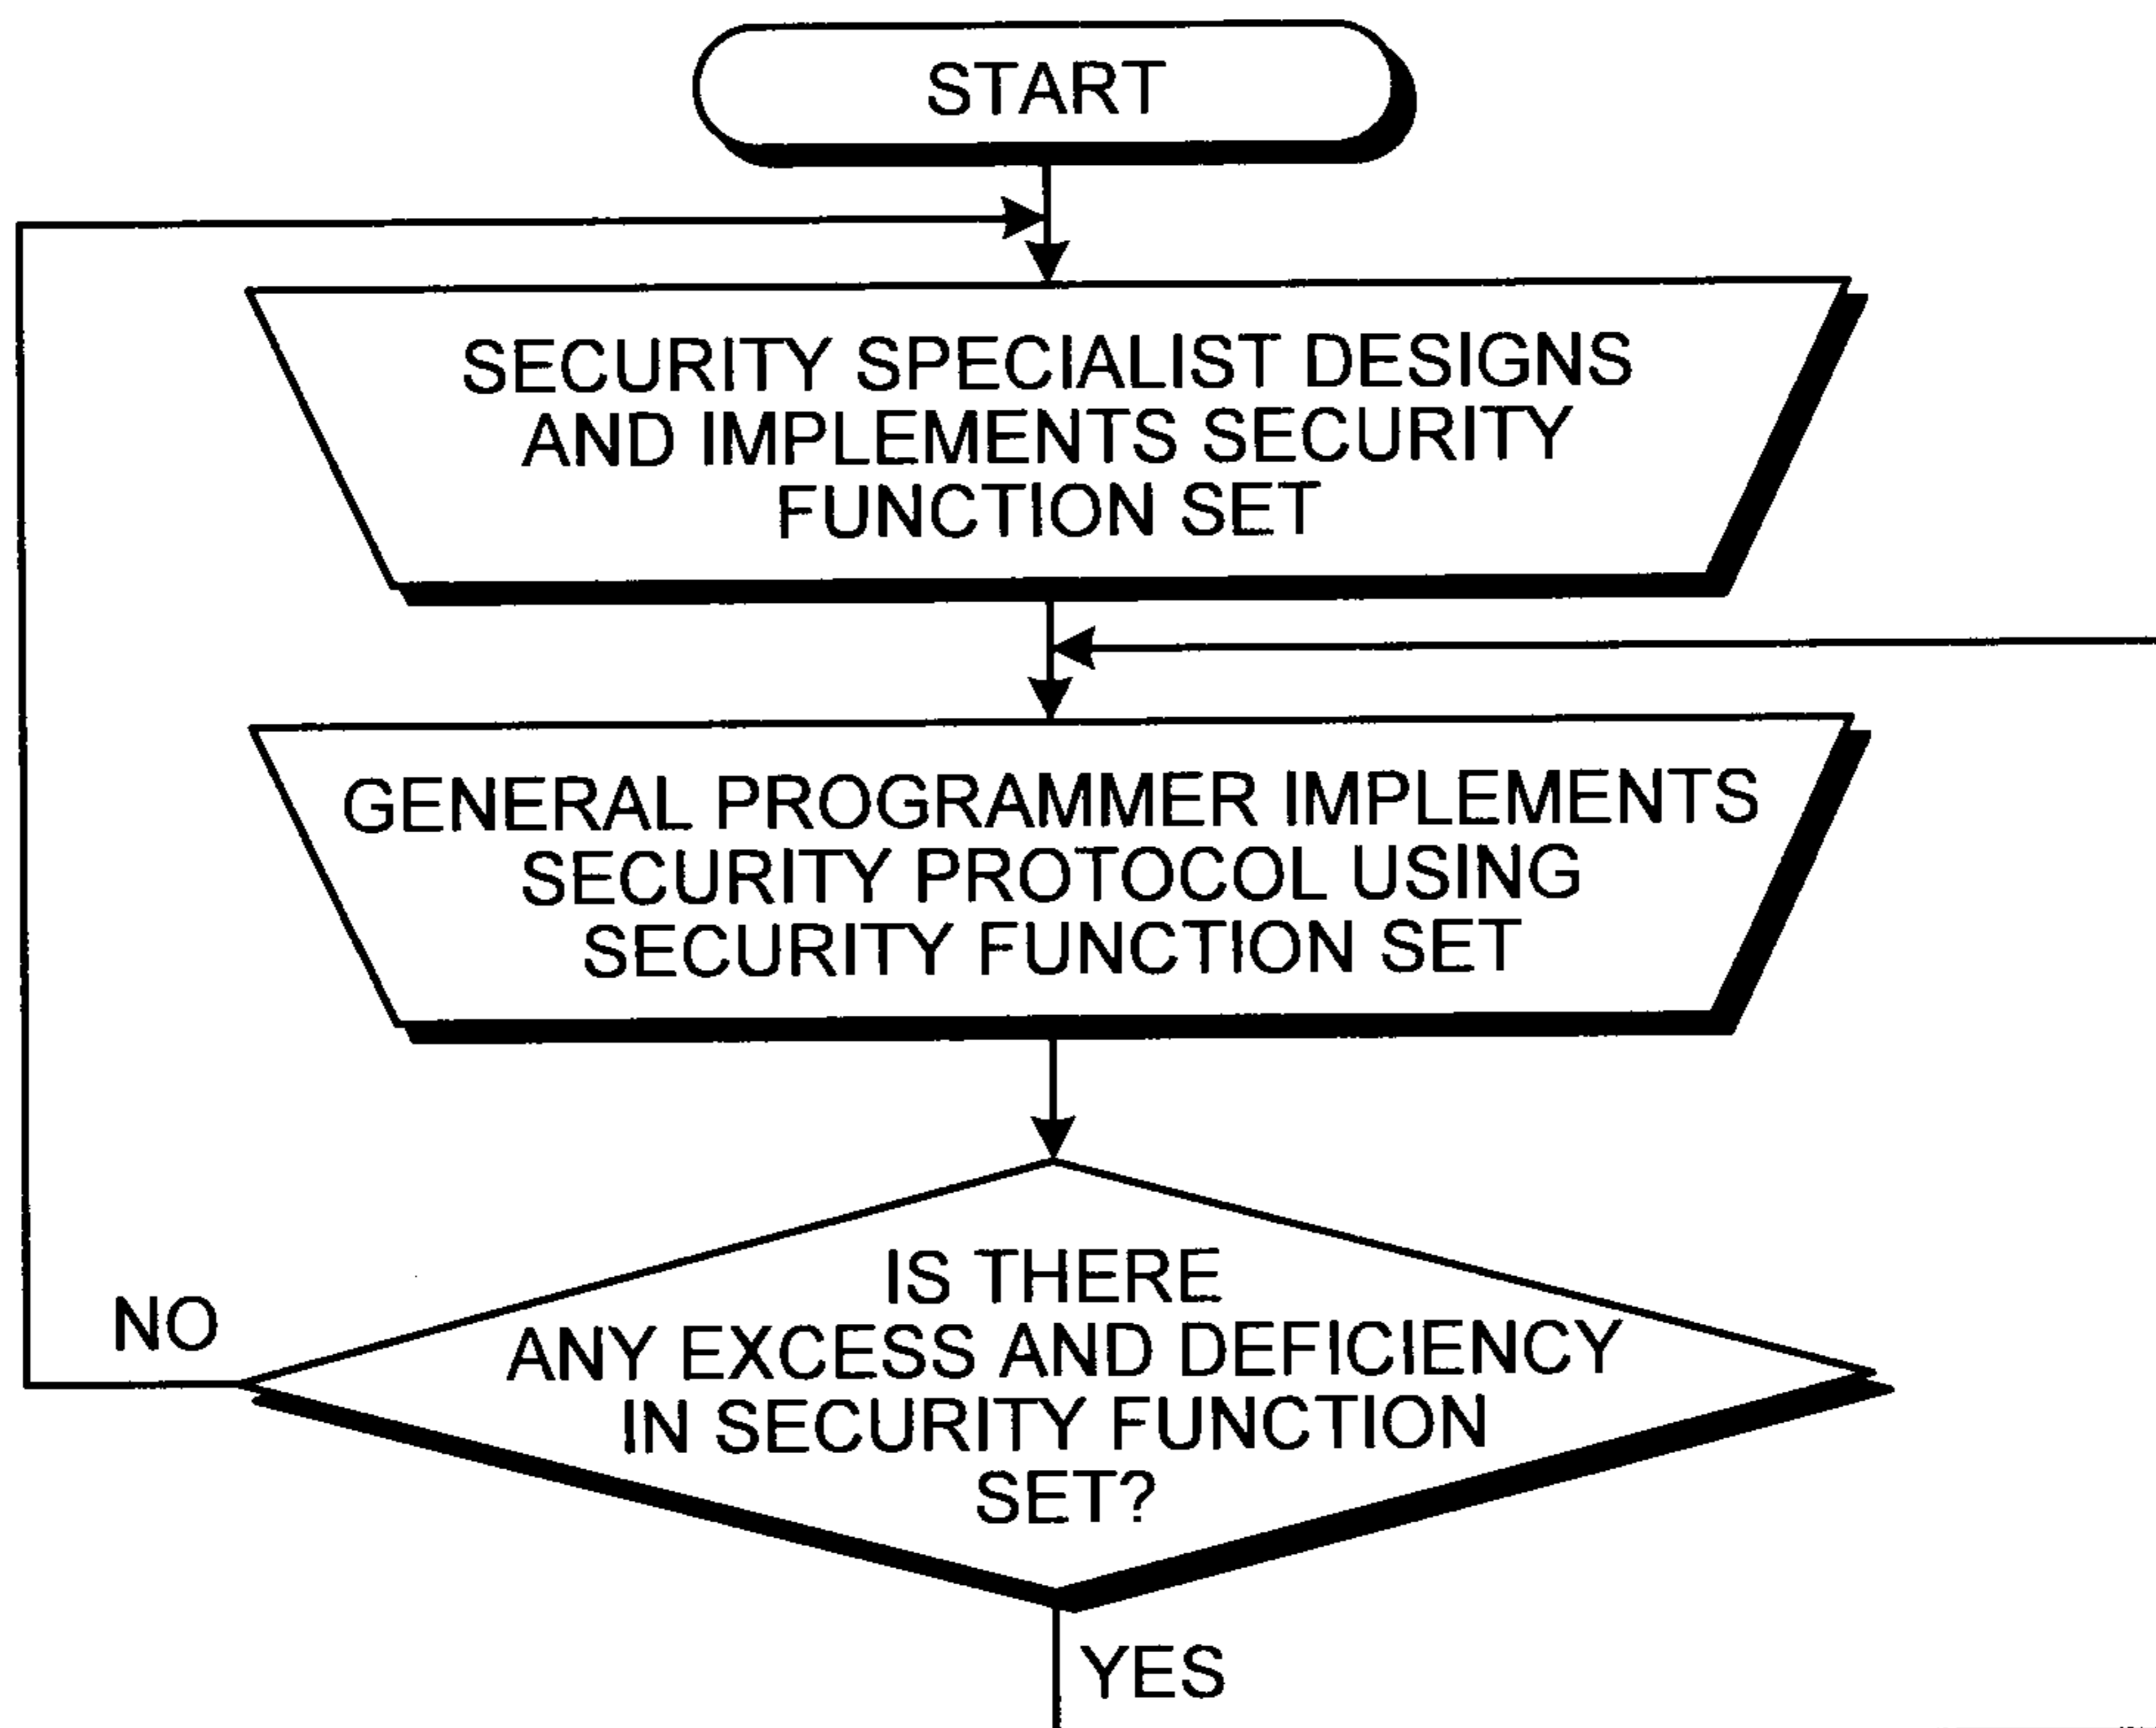 START
SECURITY SPECIALIST DESIGNS
AND IMPLEMENTS SECURITY
FUNCTION SET
GENERAL PROGRAMMER IMPLEMENTS
SECURITY PROTOCOL USING
SECURITY FUNCTION SET
IS THERE
ANY EXCESS AND DEFICIENCY
IN SECURITY FUNCTION
SET?
NO
YES